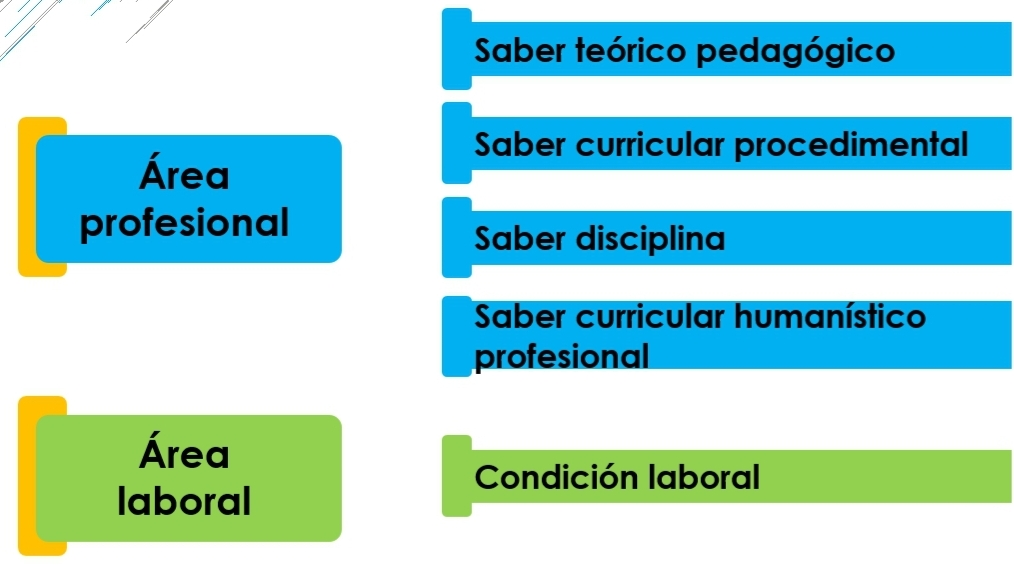 Saber teórico pedagógico
Saber curricular procedimental
Área
profesional
Saber disciplina
Saber curricular humanístico
profesional
Área
laboral
Condición laboral